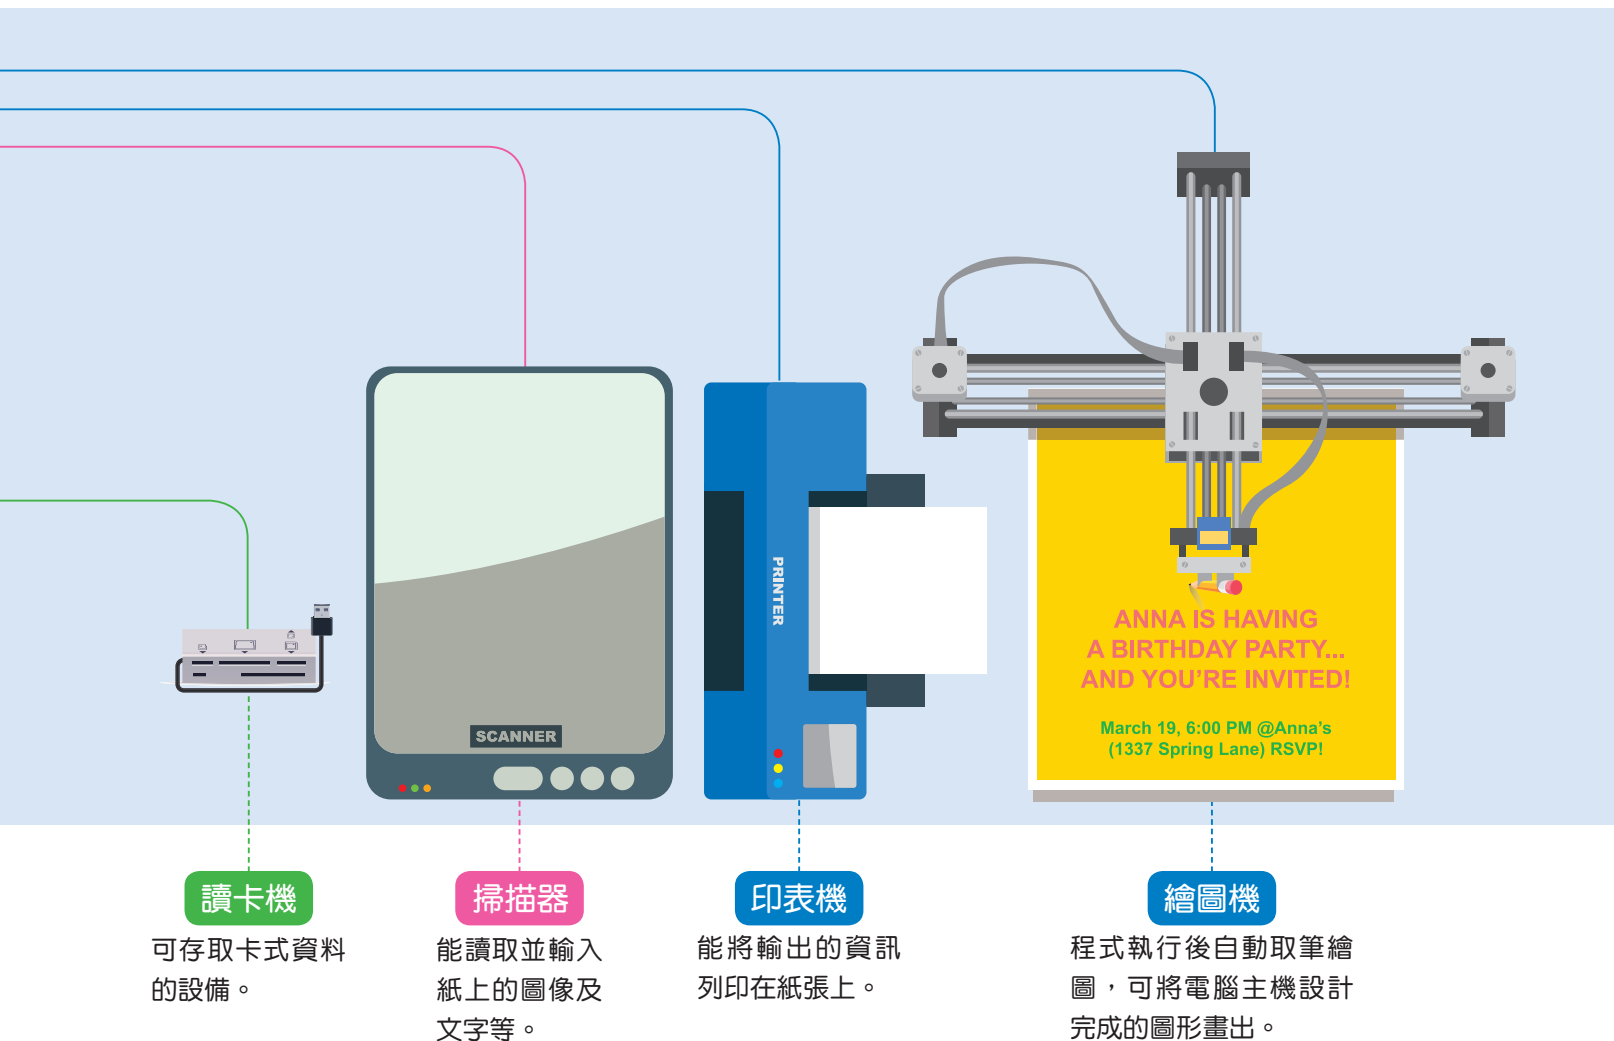 PRINTER
SCANNER
ANNA IS HAVING
A BIRTHDAY PARTY...
AND YOU'RE INVITED!
March 19, 6:00 PM @Anna's
(1337 Spring Lane) RSVP!
讀卡機
可存取卡式資料
的設備。
掃描器
能讀取並輸入
紙上的圖像及
文字等。
印表機
能將輸出的資訊
列印在紙張上。
繪圖機
程式執行後自動取筆繪
圖，可將電腦主機設計
完成的圖形畫出。